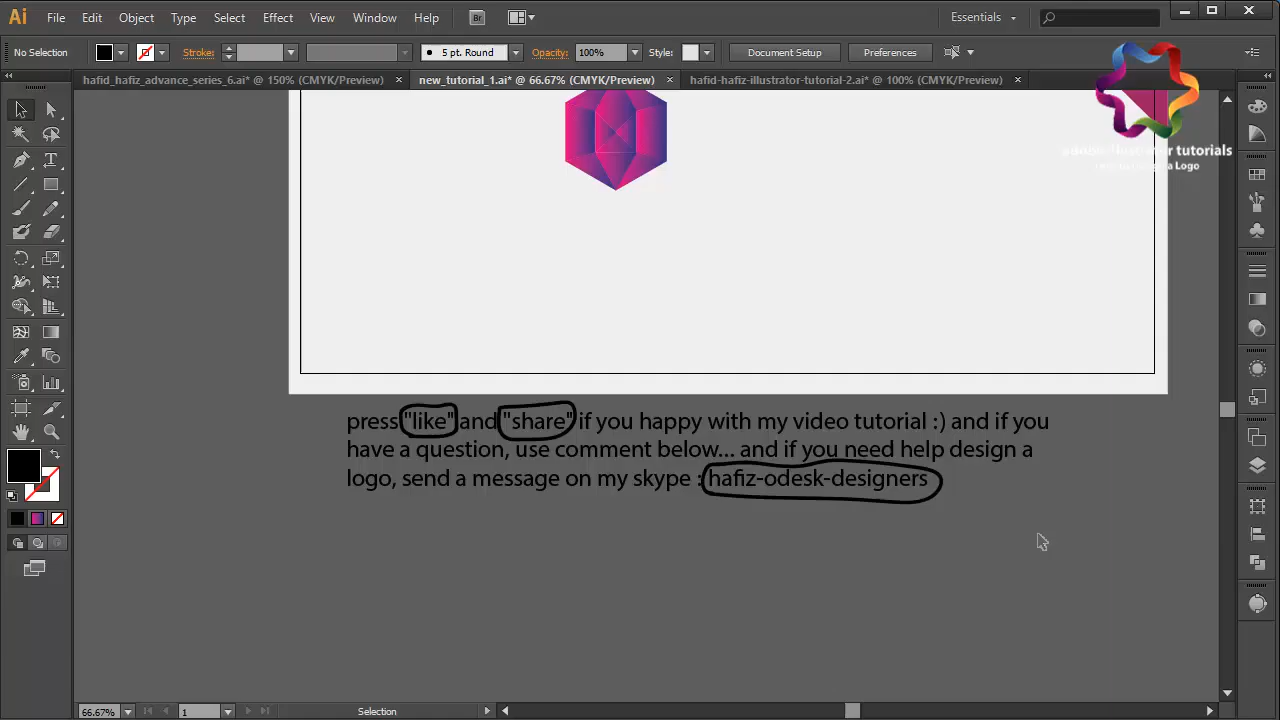 Ai File Edit Object Type Select Effect View Window Help Br Essentials
No Selection Stroke: 5 pt. Round Opacity: 100% Style: Document Setup Preferences
hafid_hafiz_advance_series_6.ai* @ 150% (CMYK/Preview) × new_tutorial_1.ai* @ 66.67% (CMYK/Preview) × hafid-hafiz-illustrator-tutorial-2.ai* @ 100% (CMYK/Preview) ×
tutorials
a Logo
press "like" and "share" if you happy with my video tutorial :) and if you
have a question, use comment below... and if you need help design a
logo, send a message on my skype : hafiz-odesk-designers
66.67% 1 Selection